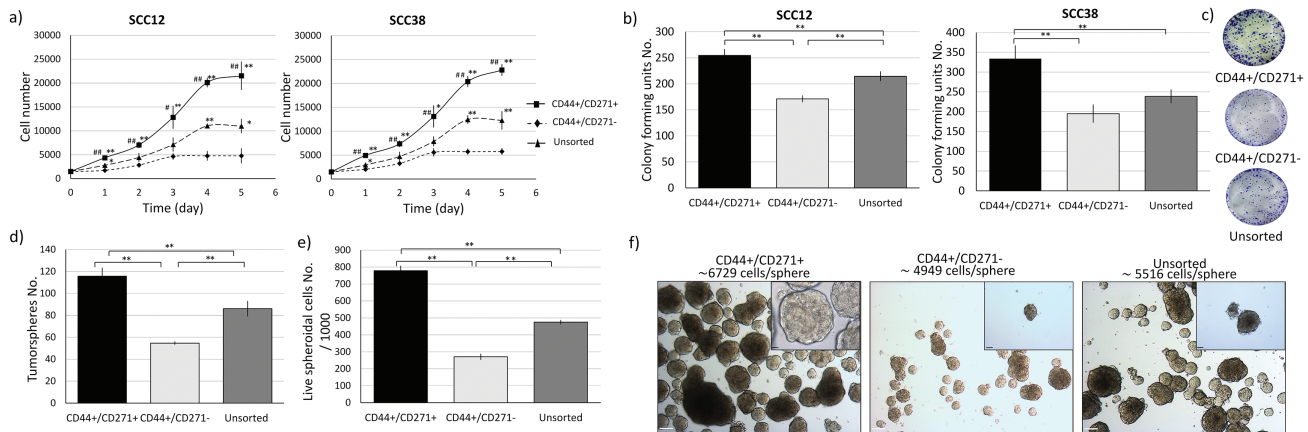 a)
SCC12
SCC38
Cell number
30000
25000
20000
15000
10000
5000
0
## **
## **
# **
## **
## **
*
**
*
0 1 2 3 4 5 6
Time (day)
Cell number
30000
25000
20000
15000
10000
5000
0
## **
## **
## *
## **
## **
*
**
**
0 1 2 3 4 5 6
Time (day)
CD44+/CD271+
CD44+/CD271-
Unsorted
b)
SCC12
Colony forming units No.
300
250
200
150
100
50
0
**
** **
CD44+/CD271+ CD44+/CD271- Unsorted
SCC38
Colony forming units No.
400
350
300
250
200
150
100
50
0
**
**
CD44+/CD271+ CD44+/CD271- Unsorted
c)
CD44+/CD271+
CD44+/CD271-
Unsorted
d)
Tumorspheres No.
140
120
100
80
60
40
20
0
**
** **
CD44+/CD271+ CD44+/CD271- Unsorted
e)
Live spheroidal cells No.
/ 1000
900
800
700
600
500
400
300
200
100
0
**
** **
CD44+/CD271+ CD44+/CD271- Unsorted
f)
CD44+/CD271+
~6729 cells/sphere
CD44+/CD271-
~ 4949 cells/sphere
Unsorted
~ 5516 cells/sphere